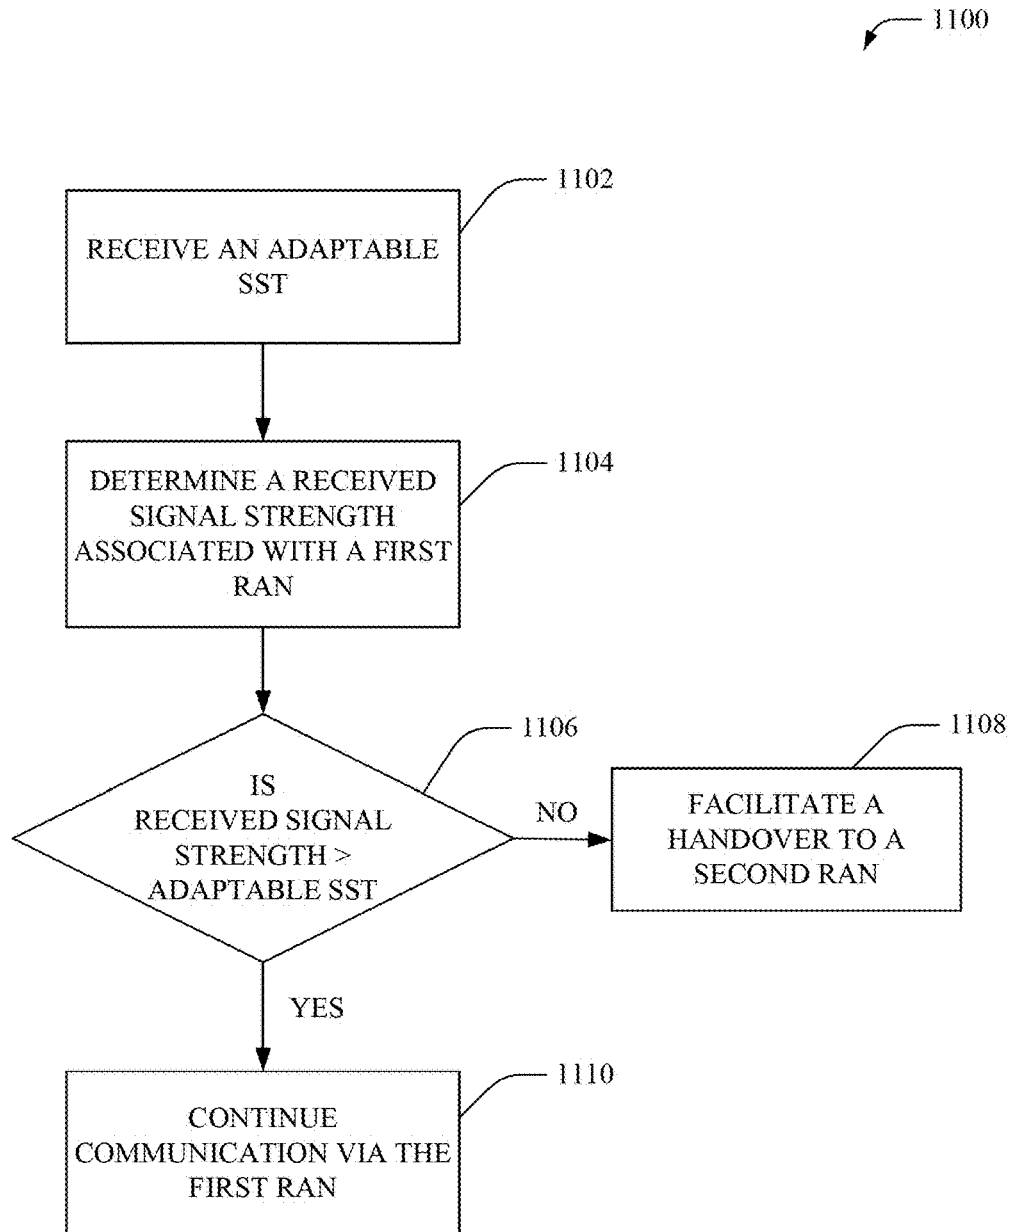 1100
1102
RECEIVE AN ADAPTABLE
SST
1104
DETERMINE A RECEIVED
SIGNAL STRENGTH
ASSOCIATED WITH A FIRST
RAN
1106
IS
RECEIVED SIGNAL
STRENGTH >
ADAPTABLE SST
NO
1108
FACILITATE A
HANDOVER TO A
SECOND RAN
YES
1110
CONTINUE
COMMUNICATION VIA THE
FIRST RAN